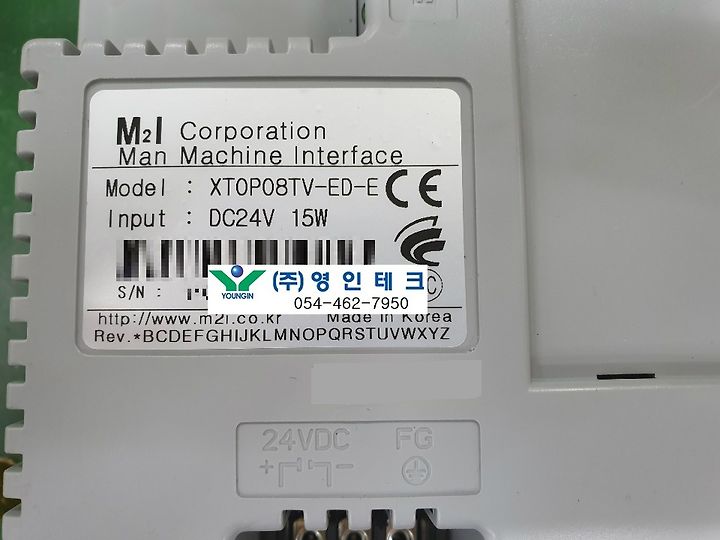 M2I Corporation
Man Machine Interface
Model : XTOP08TV-ED-E
CE
Input : DC24V 15W
S/N :
YOUNGIN
(주)영인테크
054-462-7950
http://www.m2i.co.kr Made in Korea
Rev.*BCDEFGHIJKLMNOPQRSTUVWXYZ
24VDC FG
+ -